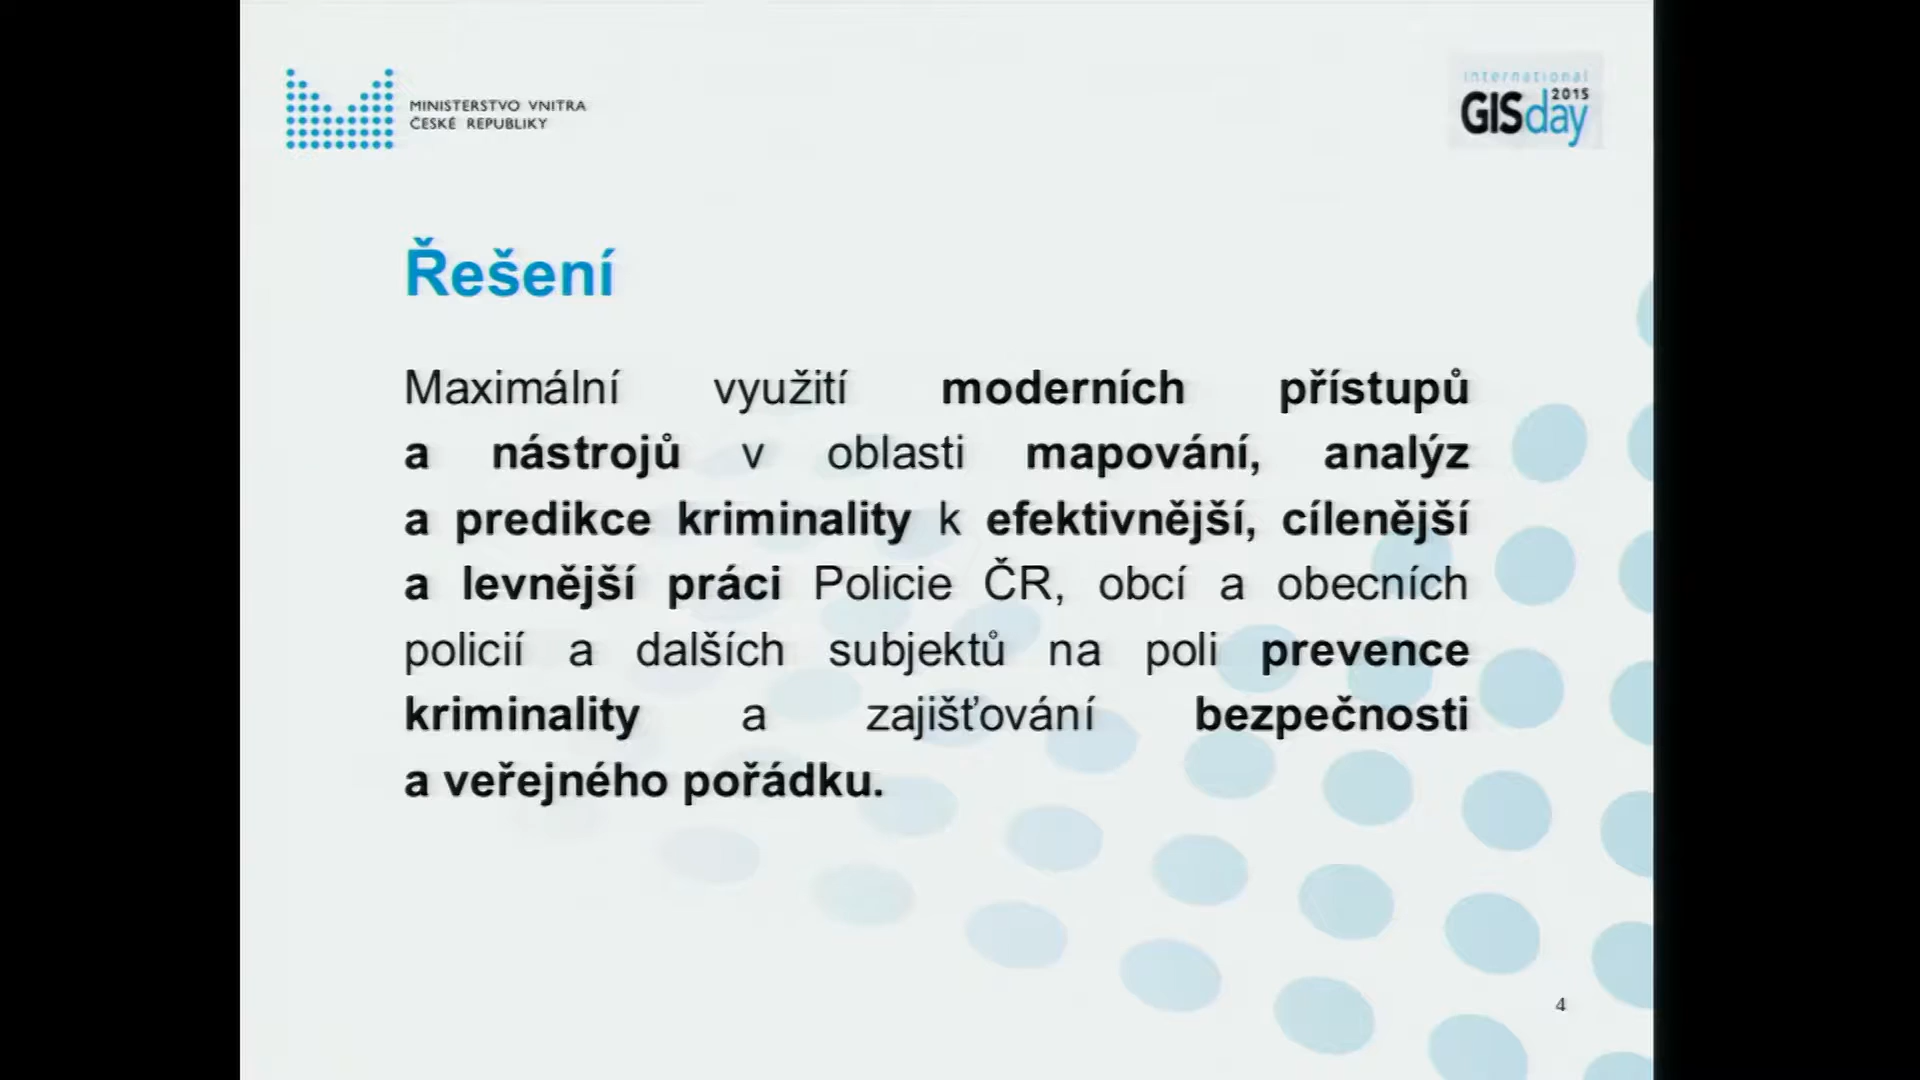 MINISTERSTVO VNITRA
ČESKÉ REPUBLIKY
international
2015
GISday
Řešení
Maximální využití moderních přístupů
a nástrojů v oblasti mapování, analýz
a predikce kriminality k efektivnější, cílenější
a levnější práci Policie ČR, obcí a obecních
policií a dalších subjektů na poli prevence
kriminality a zajišťování bezpečnosti
a veřejného pořádku.
4